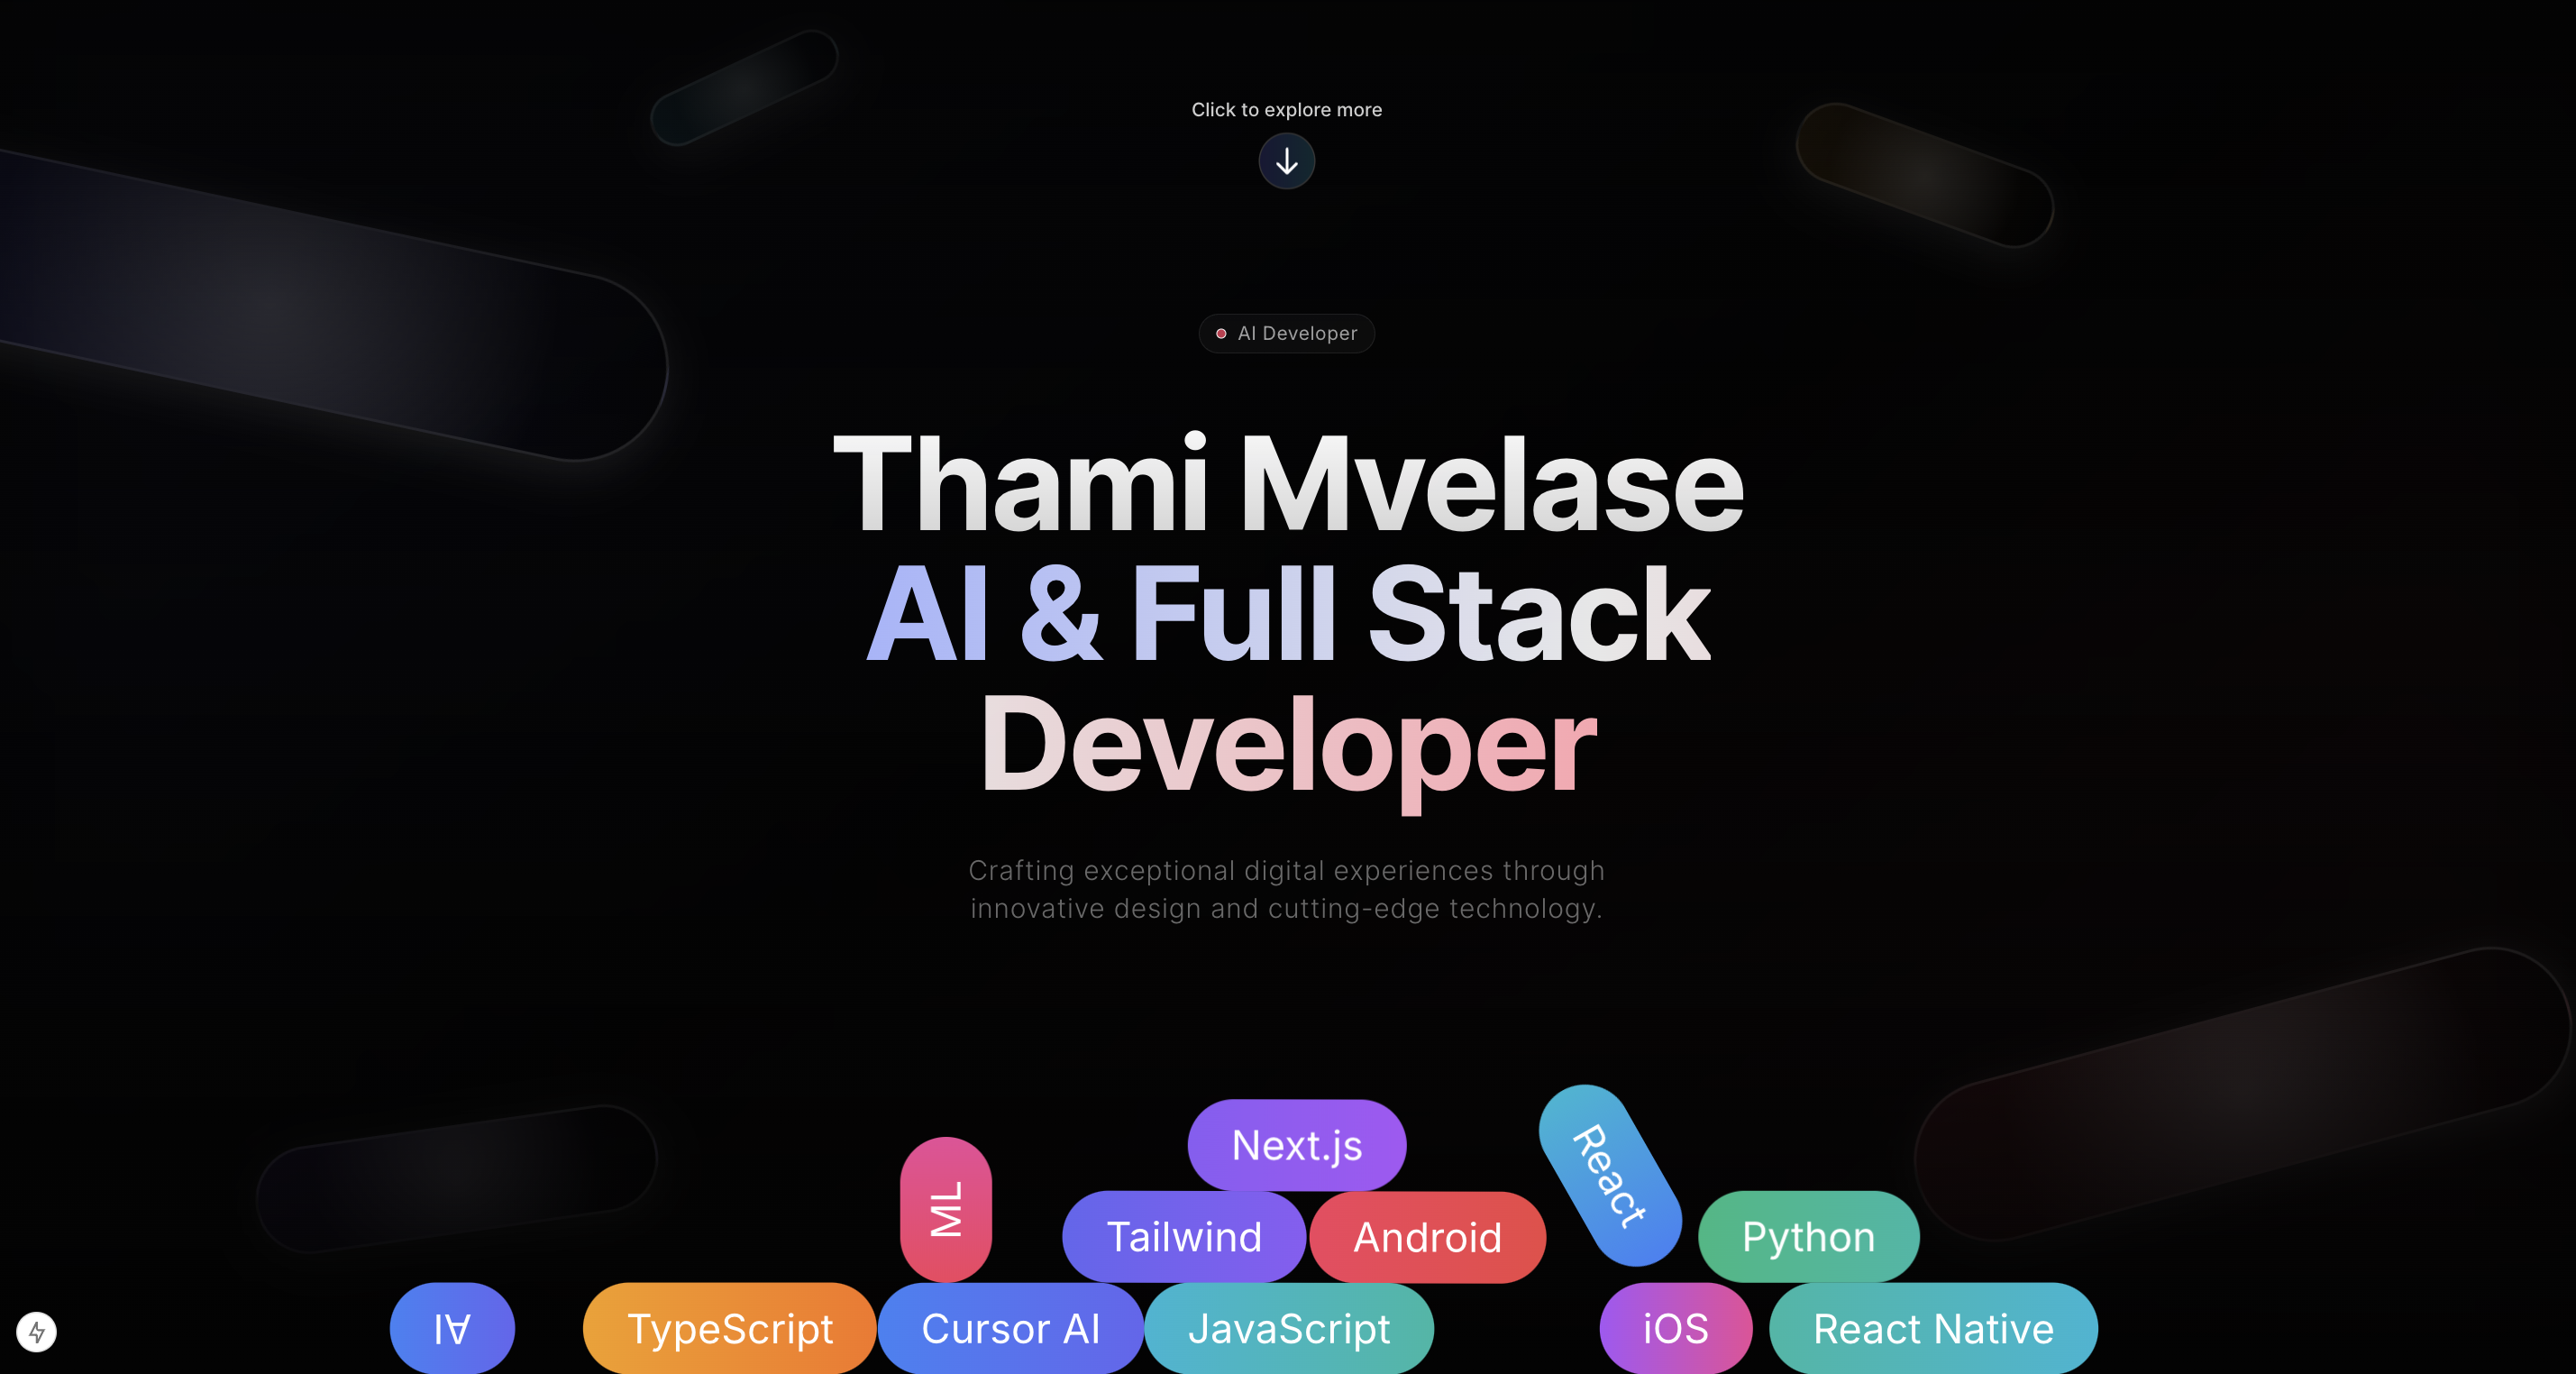 Click to explore more
AI Developer
Thami Mvelase
AI & Full Stack
Developer
Crafting exceptional digital experiences through
innovative design and cutting-edge technology.
Next.js
React
ML
Tailwind
Android
Python
AI
TypeScript
Cursor AI
JavaScript
iOS
React Native